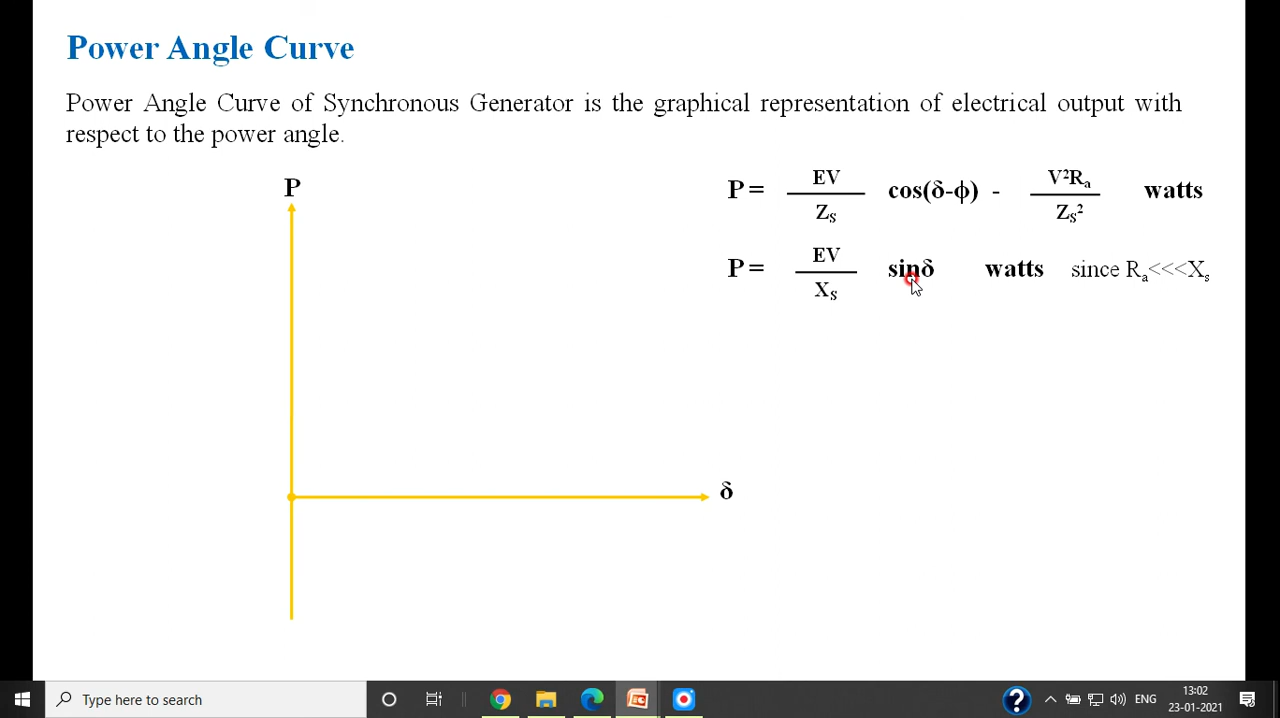 Power Angle Curve
Power Angle Curve of Synchronous Generator is the graphical representation of electrical output with
respect to the power angle.
P
P = EV / Zs cos(δ-ϕ) - V²Ra / Zs² watts
P = EV / Xs sinδ watts since Ra<<<Xs
δ
Type here to search
ENG
13:02
23-01-2021